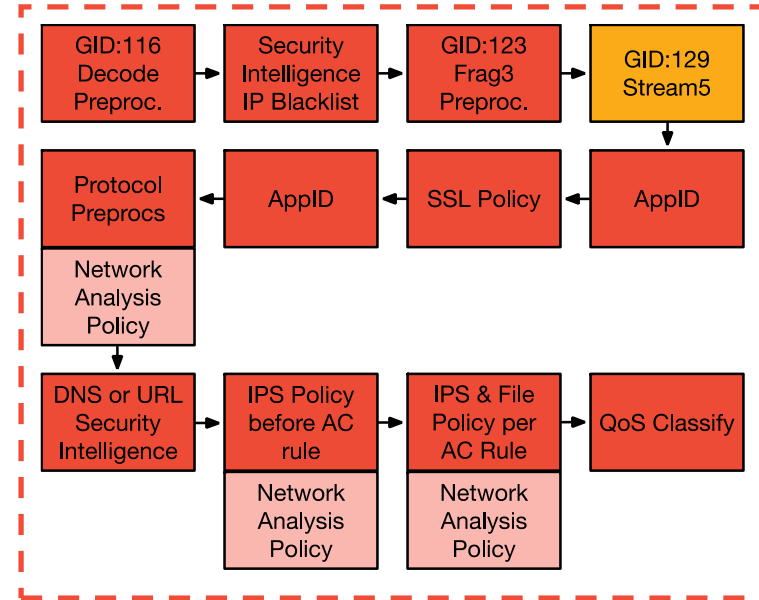 GID:116
Decode
Preproc.
Security
Intelligence
IP Blacklist
GID:123
Frag3
Preproc.
GID:129
Stream5
Protocol
Preprocs
AppID
SSL Policy
AppID
Network
Analysis
Policy
DNS or URL
Security
Intelligence
IPS Policy
before AC
rule
IPS & File
Policy per
AC Rule
QoS Classify
Network
Analysis
Policy
Network
Analysis
Policy